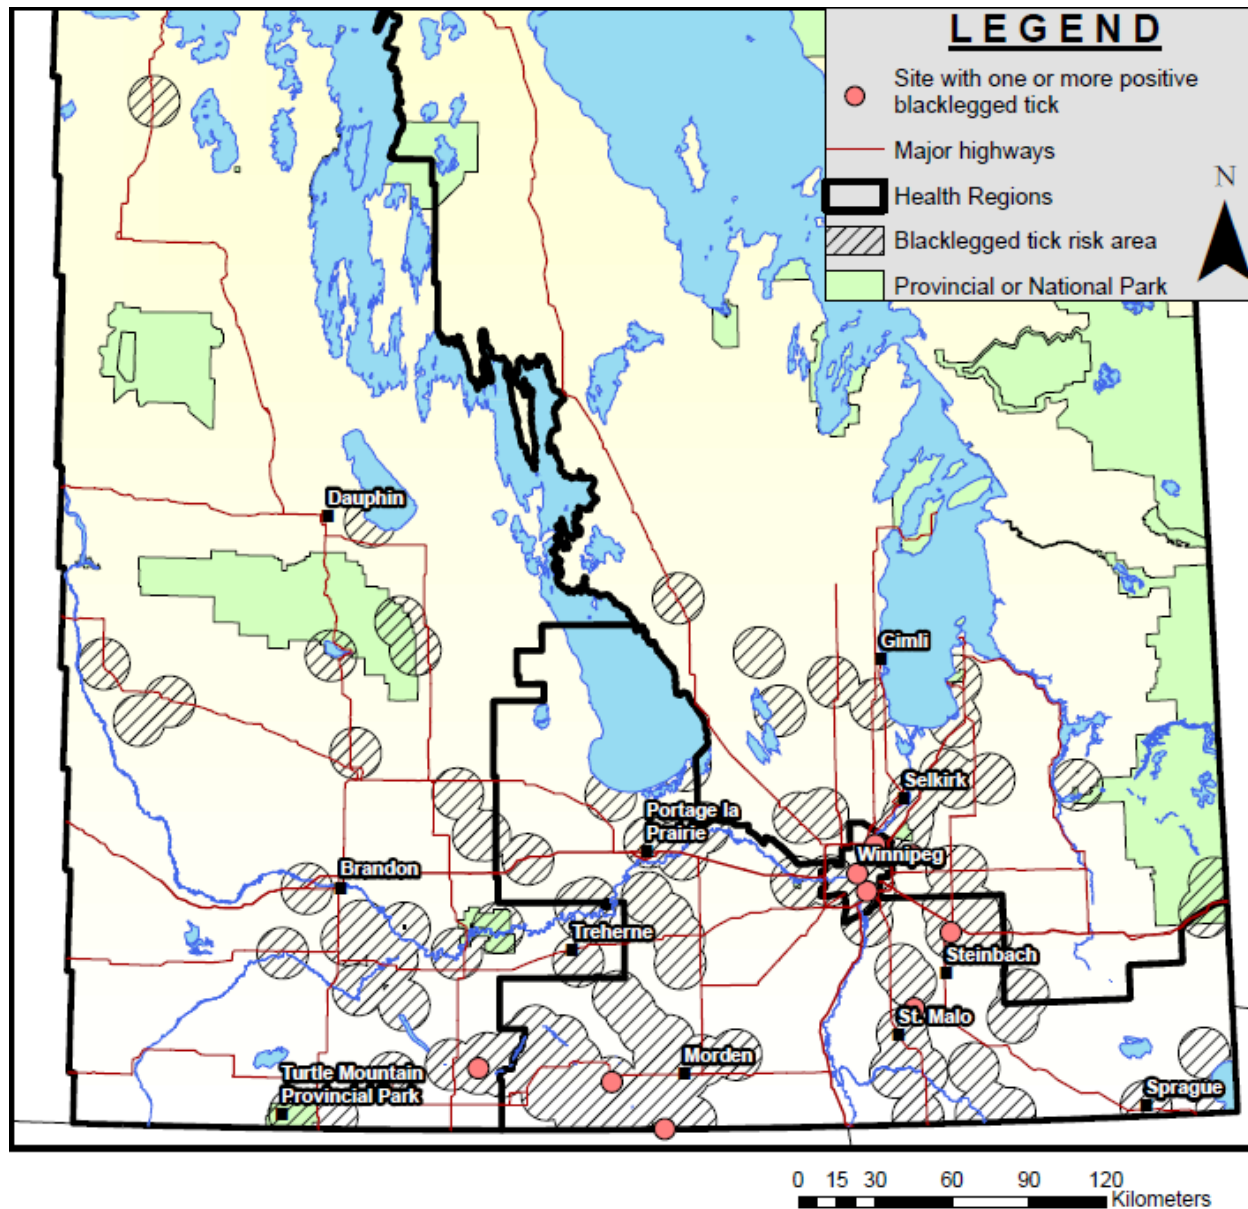 L E G E N D
Site with one or more positive
blacklegged tick
Major highways
N
Health Regions
Blacklegged tick risk area
Provincial or National Park
Dauphin
Gimli
Selkirk
Portage la
Prairie
Winnipeg
Brandon
Treherne
Steinbach
St. Malo
Morden
Turtle Mountain
Provincial Park
Sprague
0 15 30 60 90 120
Kilometers